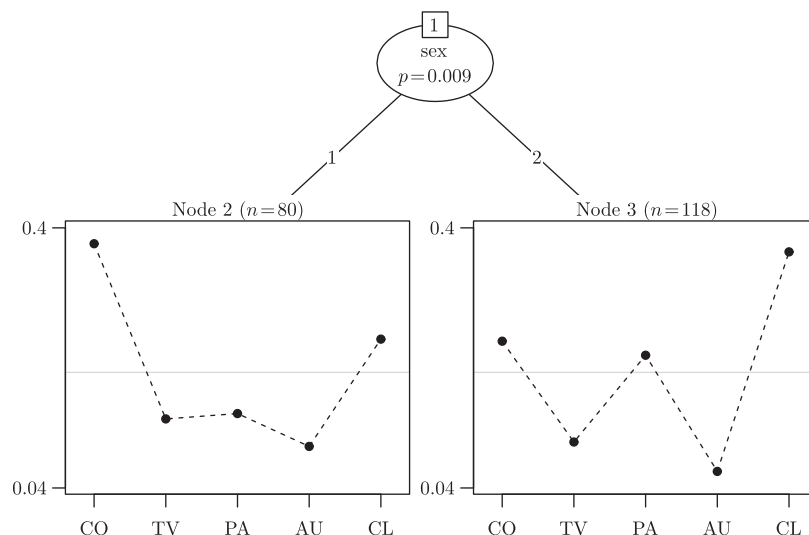 1
sex
p=0.009
1
2
Node 2 (n=80)
Node 3 (n=118)
0.4
0.04
CO TV PA AU CL
0.4
0.04
CO TV PA AU CL